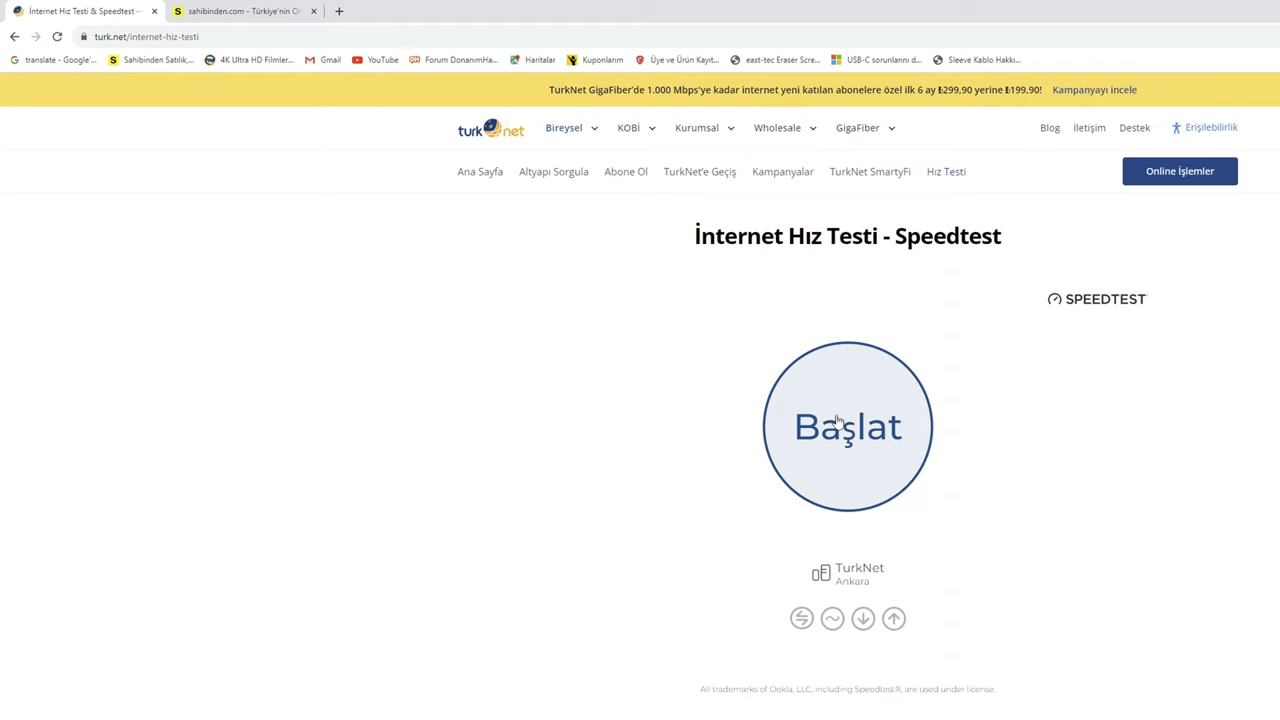 İnternet Hız Testi & Speedtest –
sahibinden.com - Türkiye'nin
turk.net/internet-hiz-testi
translate - Google'...
Sahibinden Satılık,...
4K Ultra HD Filmler...
Gmail
YouTube
Forum DonanımHa...
Haritalar
Kuponlarım
Üye ve Ürün Kayıt...
east-tec Eraser Scre...
USB-C sorunlarını d...
Sleeve Kablo Hakkı...
TurkNet GigaFiber'de 1.000 Mbps'ye kadar internet yeni katılan abonelere özel ilk 6 ay ₺299,90 yerine ₺199,90! Kampanyayı incele
turk net
Bireysel
KOBİ
Kurumsal
Wholesale
GigaFiber
Blog
İletişim
Destek
Erişilebilirlik
Ana Sayfa
Altyapı Sorgula
Abone Ol
TurkNet'e Geçiş
Kampanyalar
TurkNet SmartyFi
Hız Testi
Online İşlemler
İnternet Hız Testi - Speedtest
SPEEDTEST
Başlat
TurkNet
Ankara
All trademarks of Ookla, LLC, including Speedtest®, are used under license.